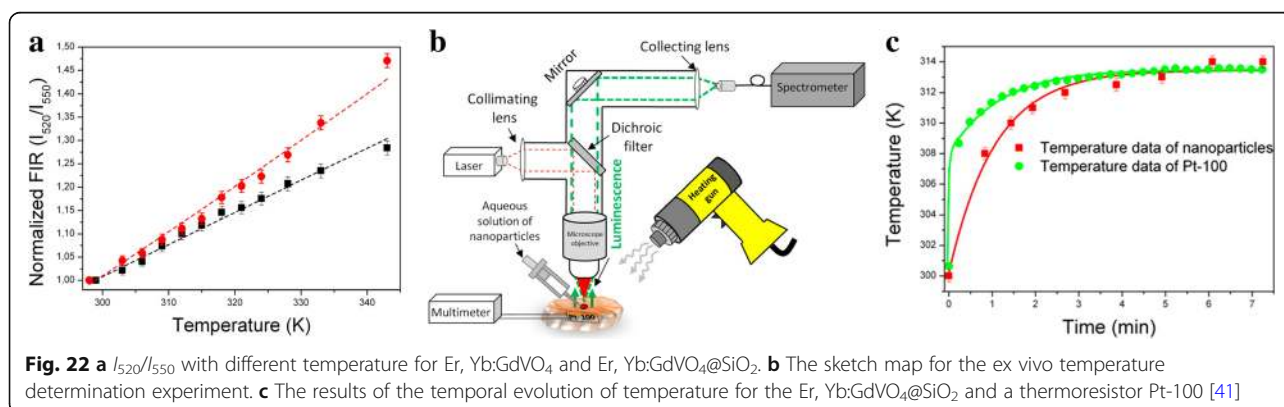 a
Normalized FIR (I520/I550)
1,50
1,45
1,40
1,35
1,30
1,25
1,20
1,15
1,10
1,05
1,00
300
310
320
330
340
Temperature (K)
b
Mirror
Collecting lens
Spectrometer
Collimating
lens
Dichroic
filter
Laser
Aqueous
solution of
nanoparticles
Microscope
objective
Luminescence
Heating
gun
Multimeter
Pt 100
c
Temperature (K)
314
312
310
308
306
304
302
300
Temperature data of nanoparticles
Temperature data of Pt-100
0
1
2
3
4
5
6
7
Time (min)
Fig. 22 a I520/I550 with different temperature for Er, Yb:GdVO4 and Er, Yb:GdVO4@SiO2. b The sketch map for the ex vivo temperature
determination experiment. c The results of the temporal evolution of temperature for the Er, Yb:GdVO4@SiO2 and a thermoresistor Pt-100 [41]